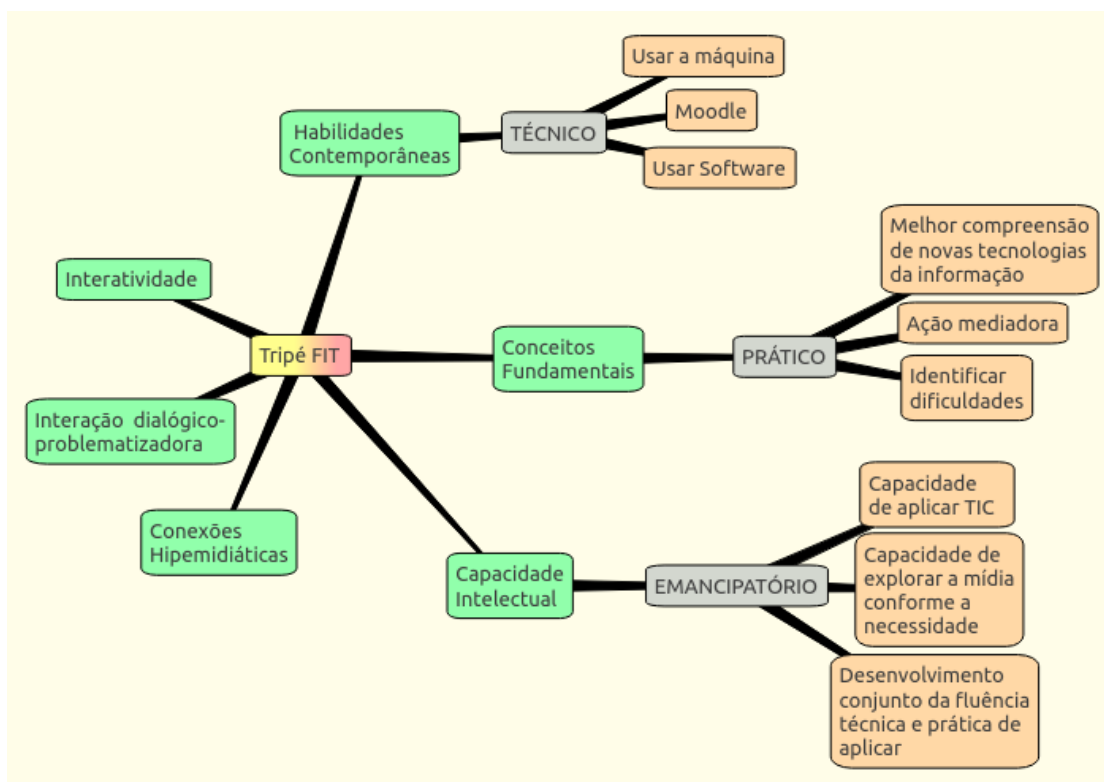 Usar a máquina
Moodle
Usar Software
TÉCNICO
Habilidades
Contemporâneas
Melhor compreensão
de novas tecnologias
da informação
Ação mediadora
Identificar
dificuldades
PRÁTICO
Conceitos
Fundamentais
Interatividade
Tripé FIT
Interação dialógico-
problematizadora
Conexões
Hipemidiáticas
Capacidade
Intelectual
EMANCIPATÓRIO
Capacidade
de aplicar TIC
Capacidade de
explorar a mídia
conforme a
necessidade
Desenvolvimento
conjunto da fluência
técnica e prática de
aplicar